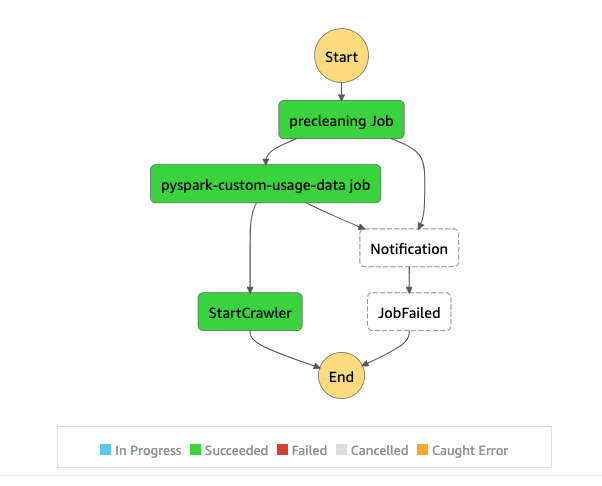 Start
precleaning Job
pyspark-custom-usage-data job
Notification
StartCrawler
JobFailed
End
In Progress Succeeded Failed Cancelled Caught Error